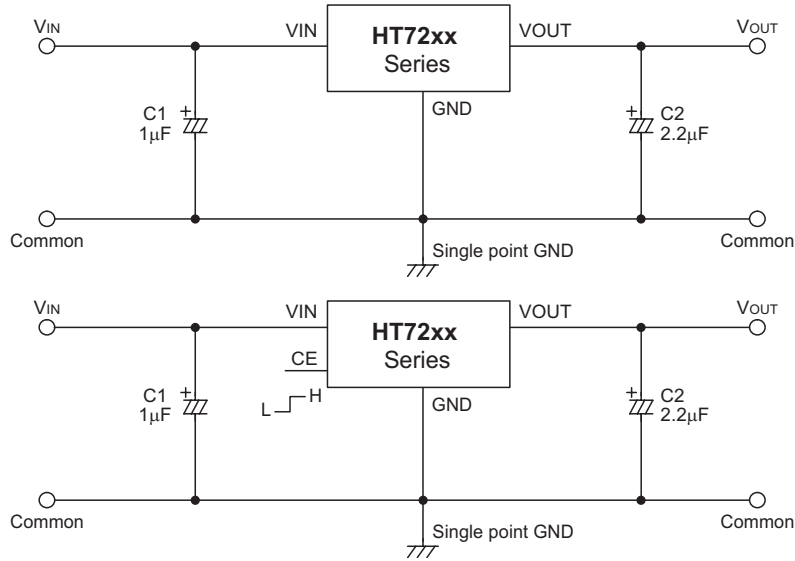 VIN
VIN
HT72xx
Series
VOUT
VOUT
GND
C1
1μF
C2
2.2μF
Common
Single point GND
Common
VIN
VIN
HT72xx
Series
VOUT
VOUT
CE
L H
GND
C1
1μF
C2
2.2μF
Common
Single point GND
Common